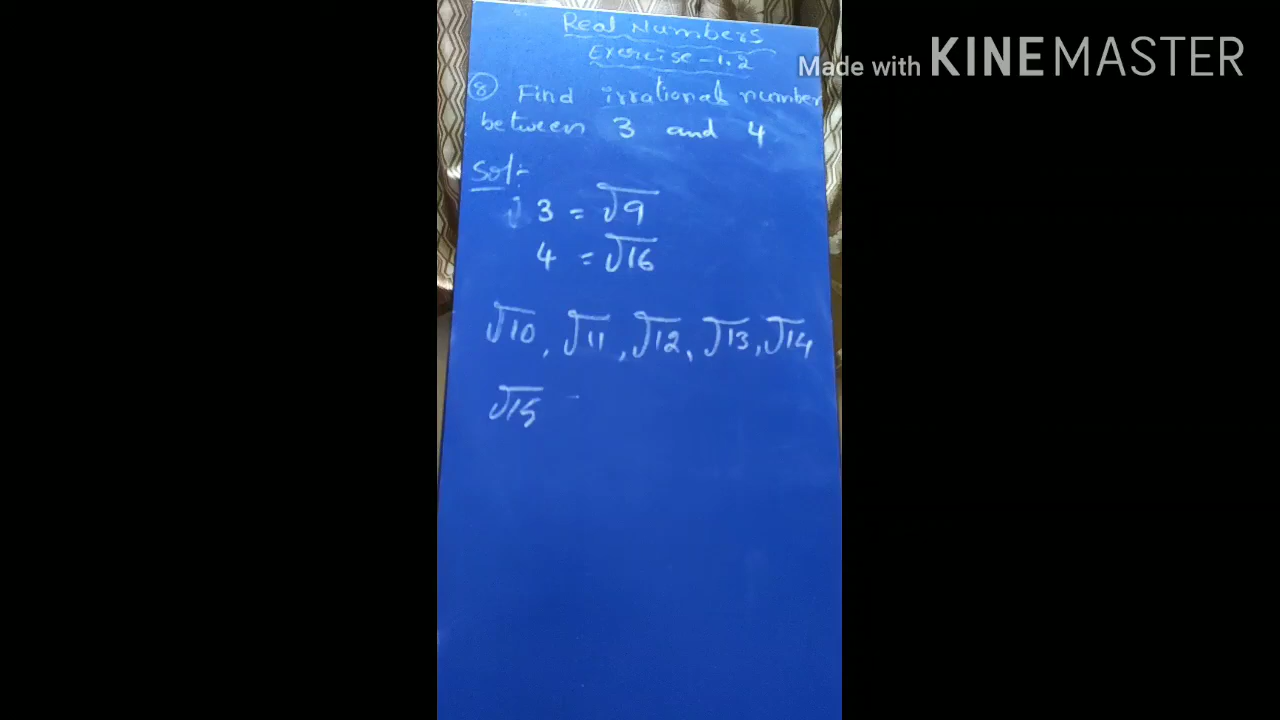 Real Numbers
Exercise - 1.2
Made with KINEMASTER
⑧ Find irrational number
between 3 and 4
Sol:-
3 = √9
4 = √16
√10, √11, √12, √13, √14
√15